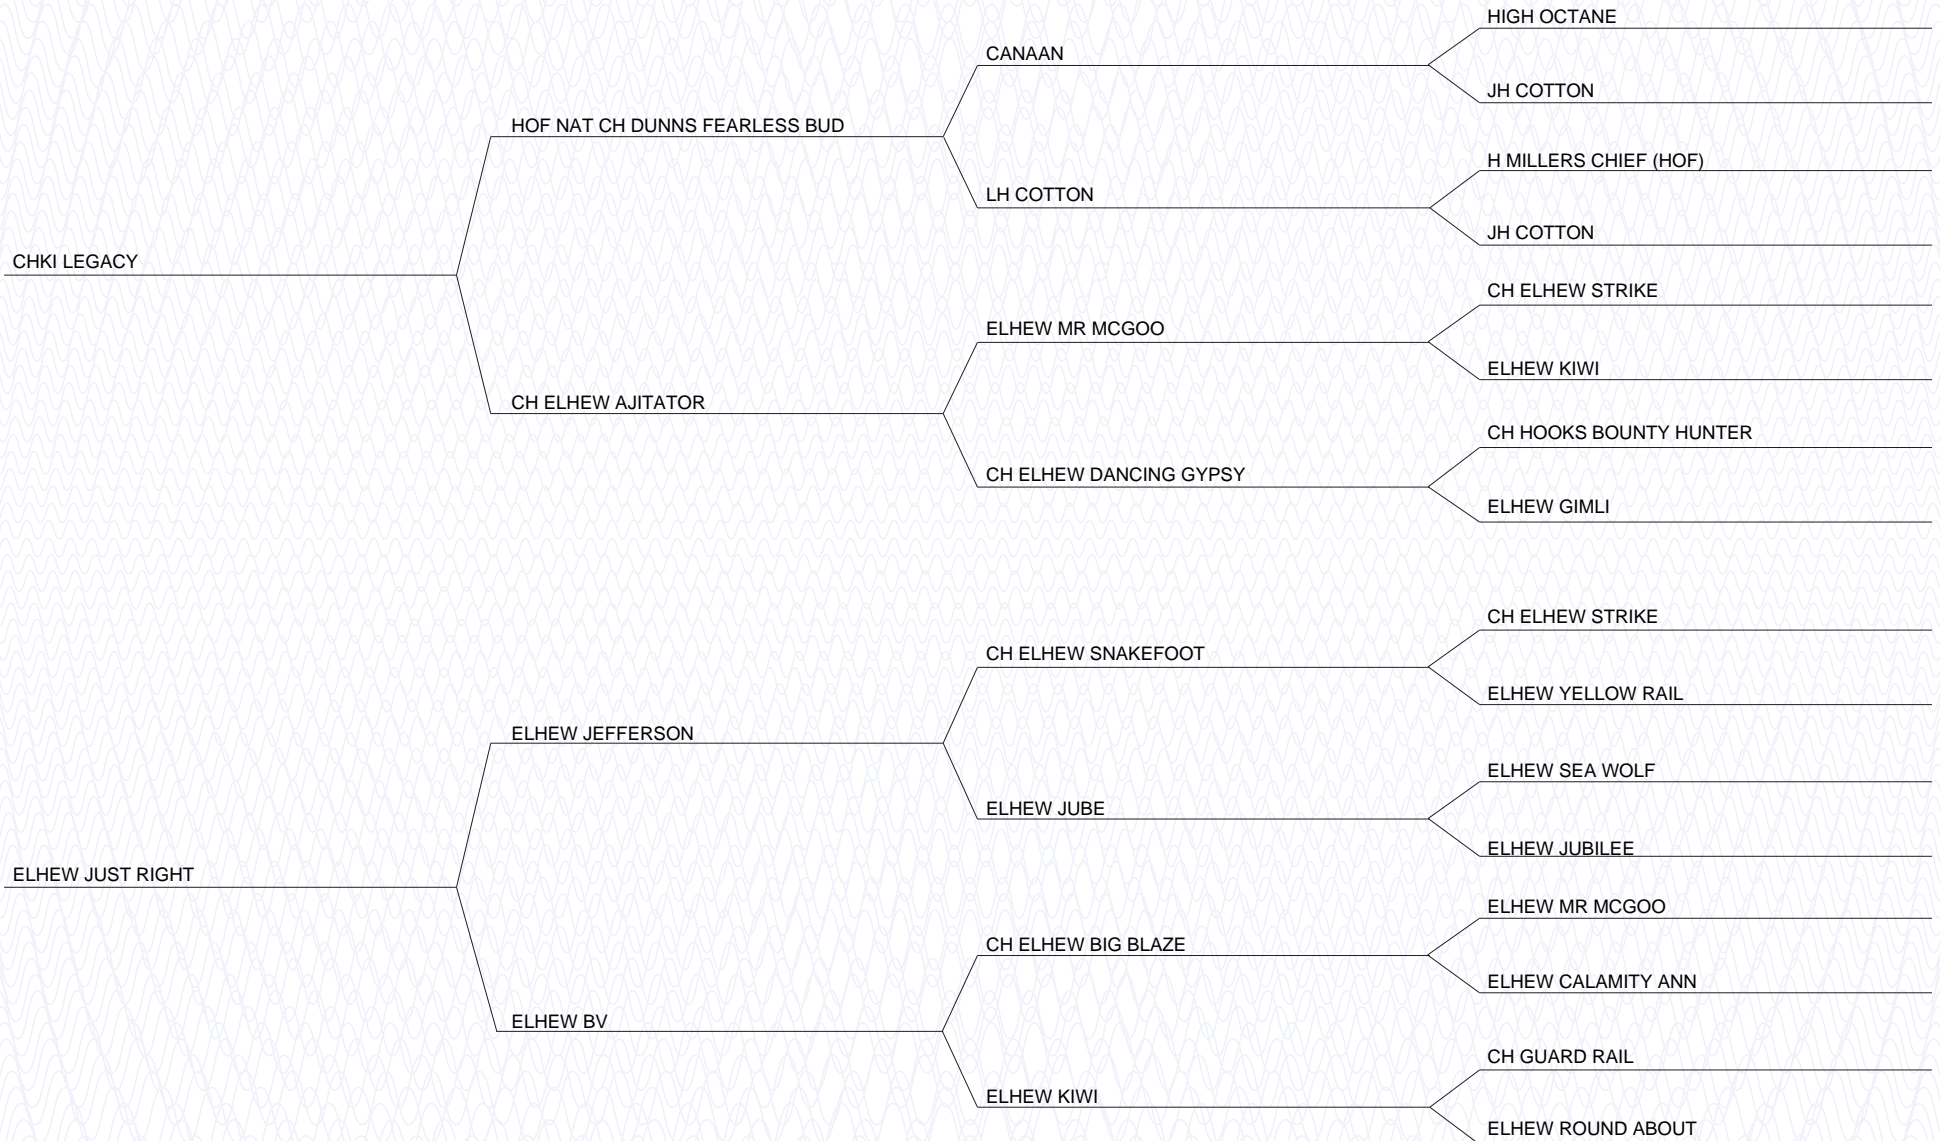 HIGH OCTANE
CANAAN
JH COTTON
HOF NAT CH DUNNS FEARLESS BUD
H MILLERS CHIEF (HOF)
LH COTTON
JH COTTON
CHKI LEGACY
CH ELHEW STRIKE
ELHEW MR MCGOO
ELHEW KIWI
CH ELHEW AJITATOR
CH HOOKS BOUNTY HUNTER
CH ELHEW DANCING GYPSY
ELHEW GIMLI
CH ELHEW STRIKE
CH ELHEW SNAKEFOOT
ELHEW YELLOW RAIL
ELHEW JEFFERSON
ELHEW SEA WOLF
ELHEW JUBE
ELHEW JUBILEE
ELHEW JUST RIGHT
ELHEW MR MCGOO
CH ELHEW BIG BLAZE
ELHEW CALAMITY ANN
ELHEW BV
CH GUARD RAIL
ELHEW KIWI
ELHEW ROUND ABOUT